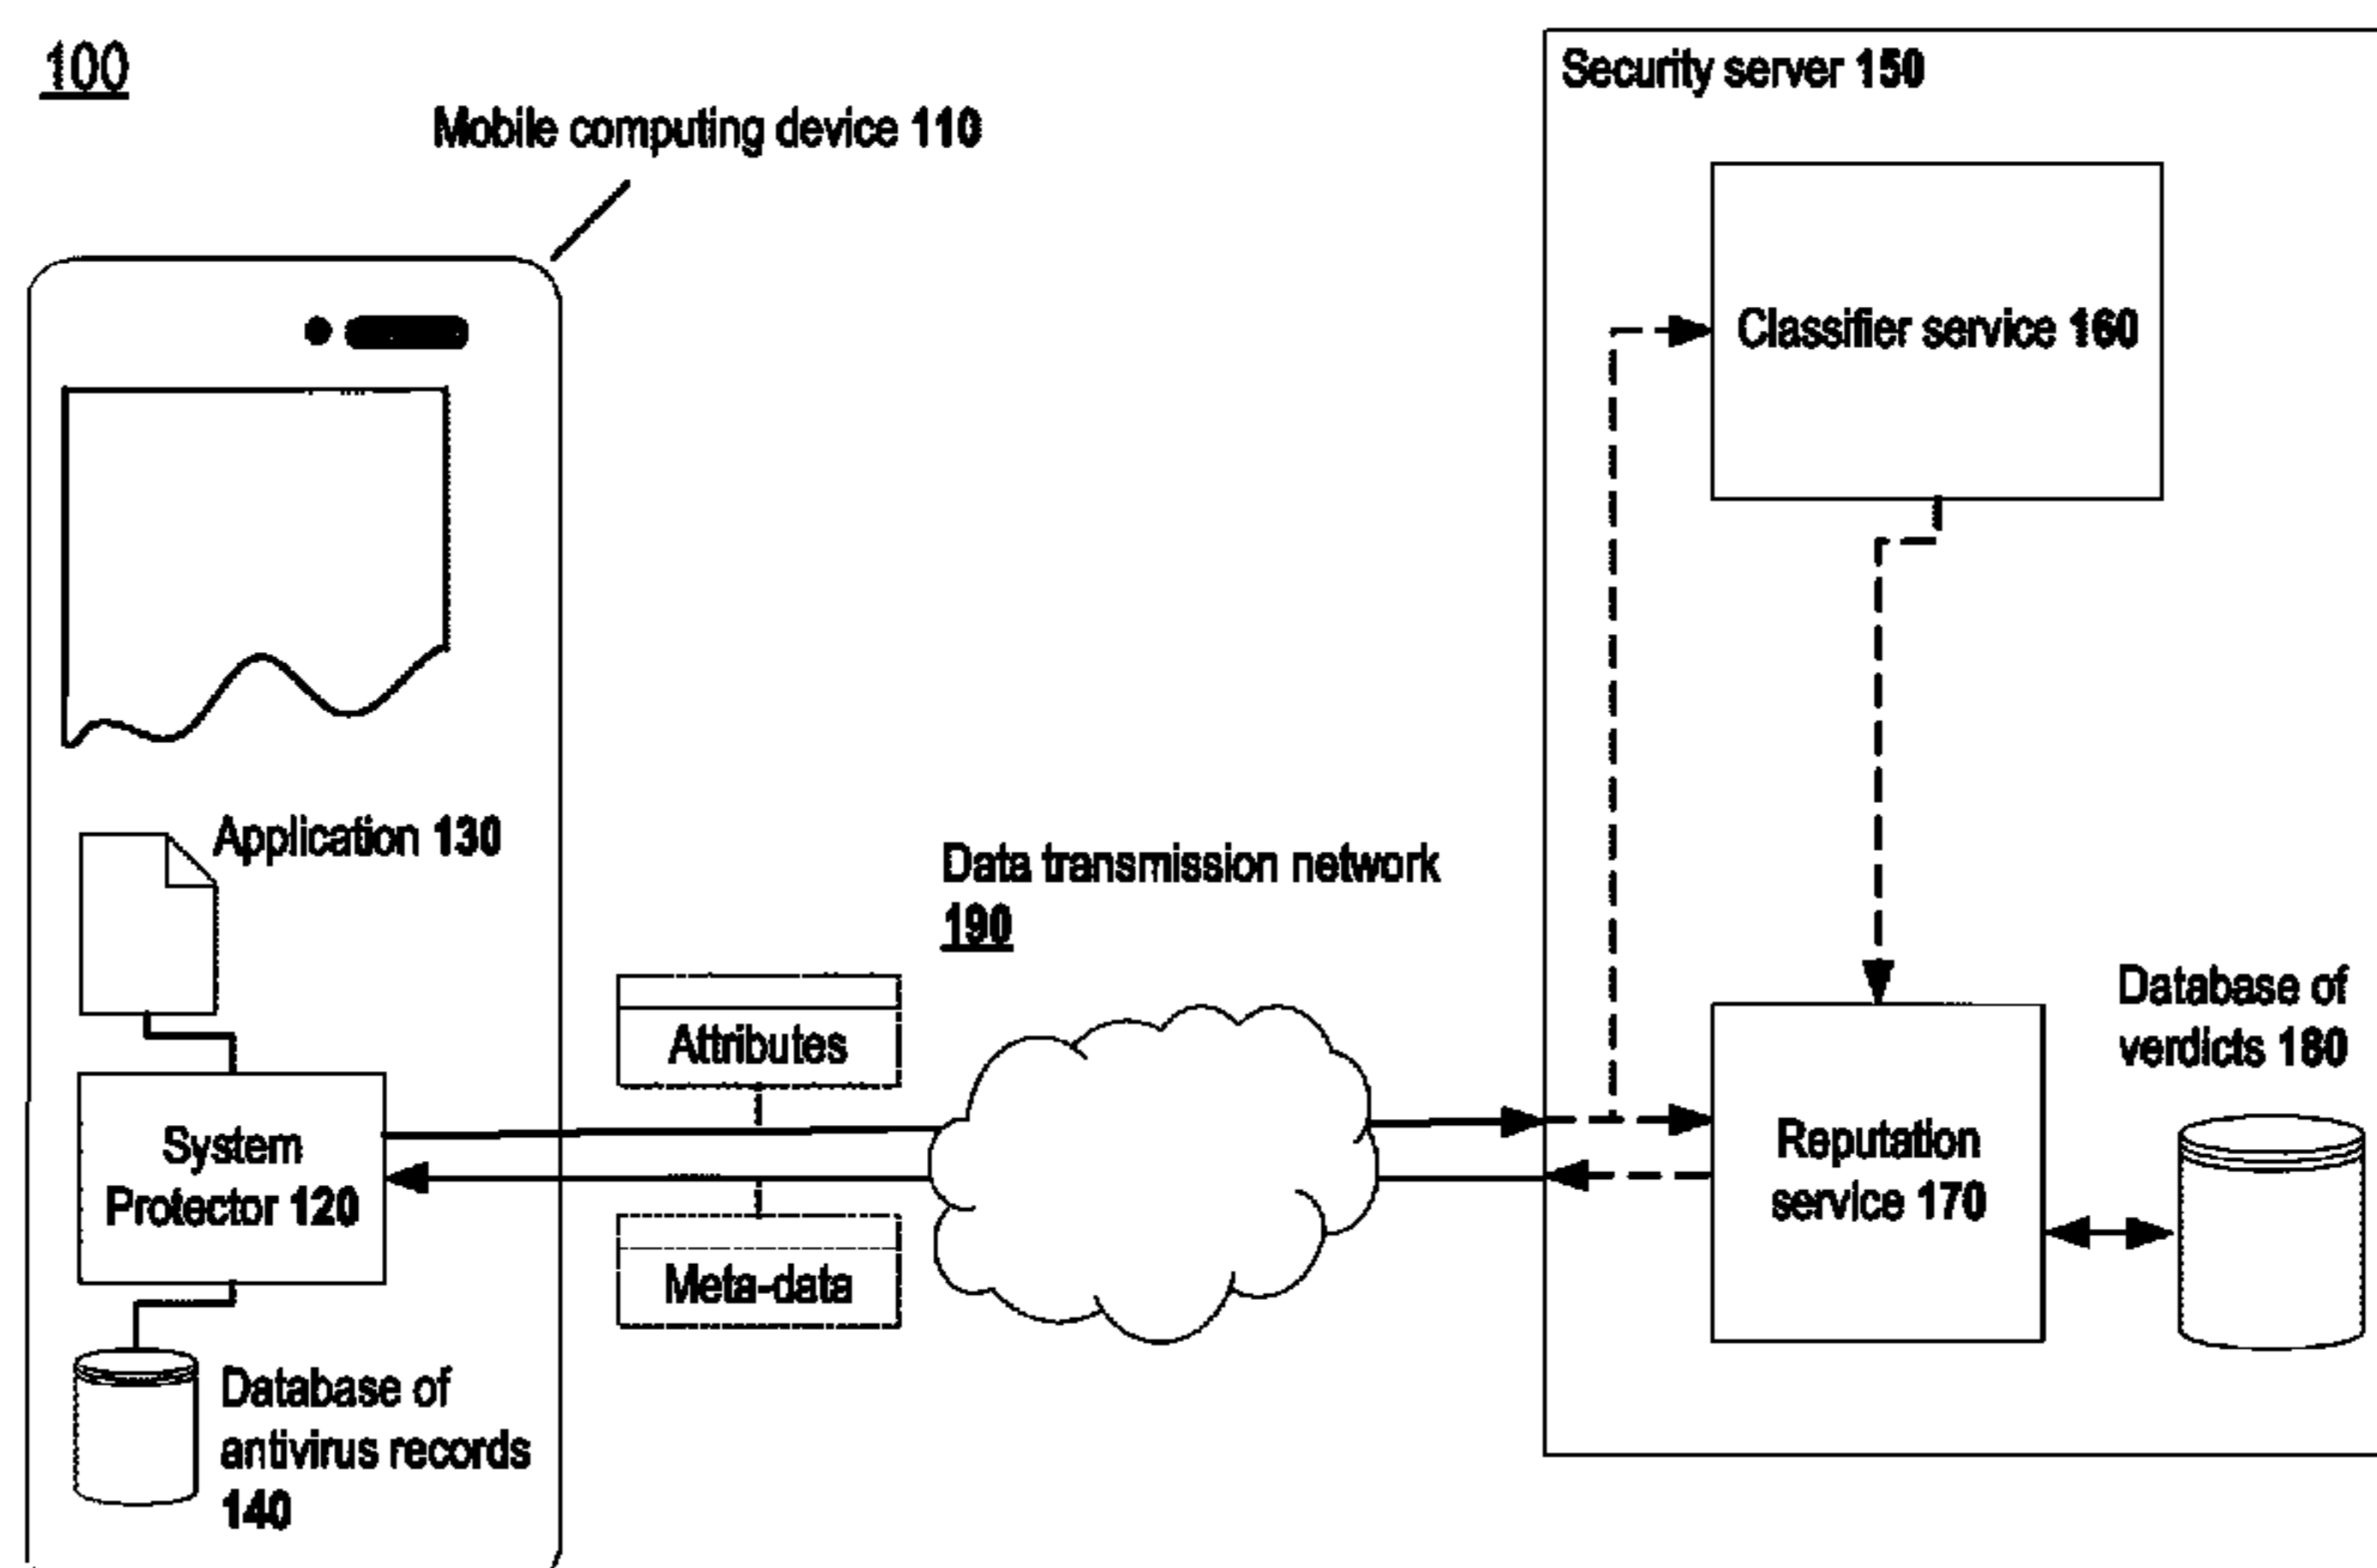 100
Mobile computing device 110
Security server 150
Classifier service 160
Application 130
Data transmission network
190
Attributes
System
Protector 120
Meta-data
Database of
verdicts 180
Reputation
service 170
Database of
antivirus records
140